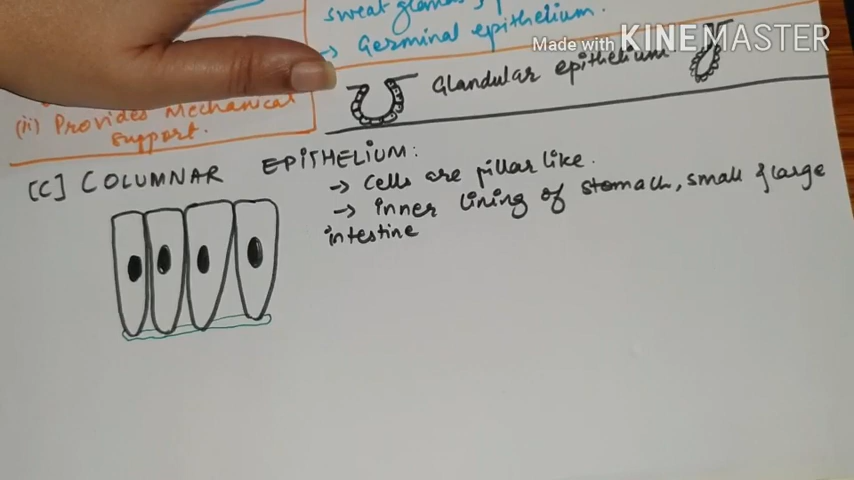 sweat glands,
→ Germinal epithelium.
Made with KINEMASTER
Glandular epithelium
(ii) Provides Mechanical
support.
[C] COLUMNAR EPITHELIUM:
→ cells are pillar like.
→ inner lining of stomach, small & large
intestine